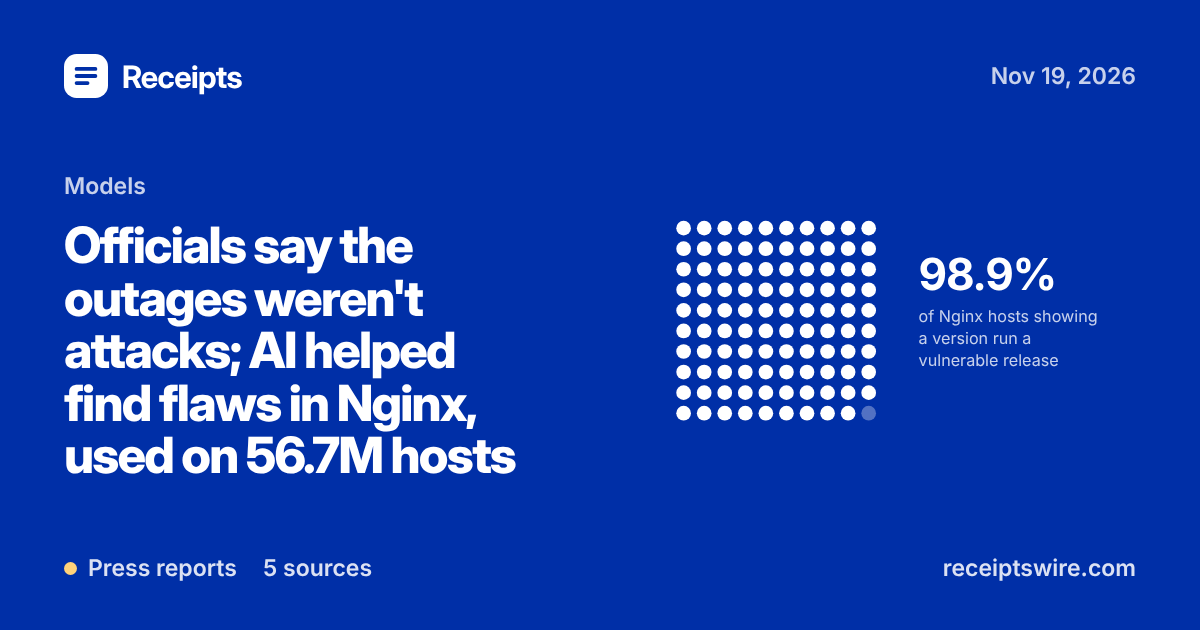 Receipts
Nov 19, 2026
Models
Officials say the
outages weren't
attacks; AI helped
find flaws in Nginx,
used on 56.7M hosts
98.9%
of Nginx hosts showing
a version run a
vulnerable release
Press reports 5 sources
receiptswire.com